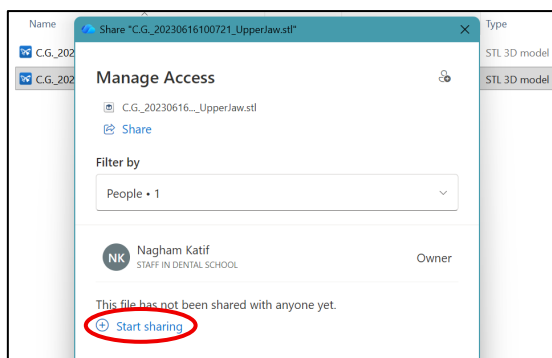 Name
Type
Share "C.G._20230616100721_UpperJaw.stl"
C.G._202
STL 3D model
C.G._202
STL 3D model
Manage Access
C.G._20230616..._UpperJaw.stl
Share
Filter by
People • 1
NK
Nagham Katif
Owner
STAFF IN DENTAL SCHOOL
This file has not been shared with anyone yet.
Start sharing